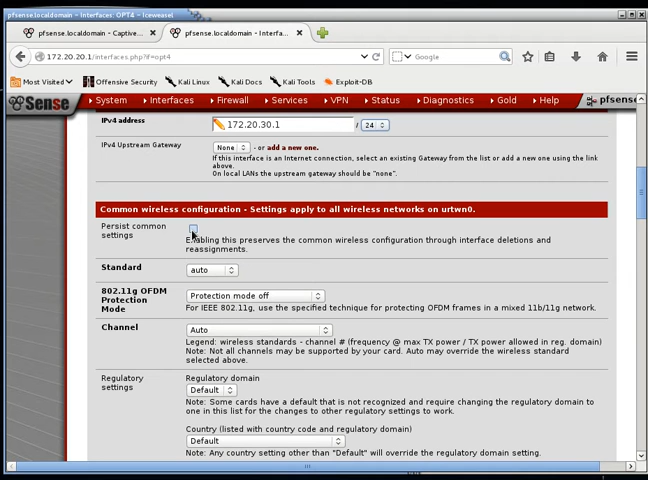 pfsense.localdomain - Interfaces: OPT4 - Iceweasel
pfsense.localdomain - Captive...
pfsense.localdomain - Interfa...
172.20.20.1/interfaces.php?if=opt4
Google
Most Visited
Offensive Security
Kali Linux
Kali Docs
Kali Tools
Exploit-DB
Sense
System
Interfaces
Firewall
Services
VPN
Status
Diagnostics
Gold
Help
pfsense
IPv4 address
172.20.30.1
/
24
IPv4 Upstream Gateway
None
- or add a new one.
If this interface is an Internet connection, select an existing Gateway from the list or add a new one using the link
above.
On local LANs the upstream gateway should be "none".
Common wireless configuration - Settings apply to all wireless networks on urtwn0.
Persist common
settings
Enabling this preserves the common wireless configuration through interface deletions and
reassignments.
Standard
auto
802.11g OFDM
Protection
Mode
Protection mode off
For IEEE 802.11g, use the specified technique for protecting OFDM frames in a mixed 11b/11g network.
Channel
Auto
Legend: wireless standards - channel # (frequency @ max TX power / TX power allowed in reg. domain)
Note: Not all channels may be supported by your card. Auto may override the wireless standard
selected above.
Regulatory
settings
Regulatory domain
Default
Note: Some cards have a default that is not recognized and require changing the regulatory domain to
one in this list for the changes to other regulatory settings to work.
Country (listed with country code and regulatory domain)
Default
Note: Any country setting other than "Default" will override the regulatory domain setting.